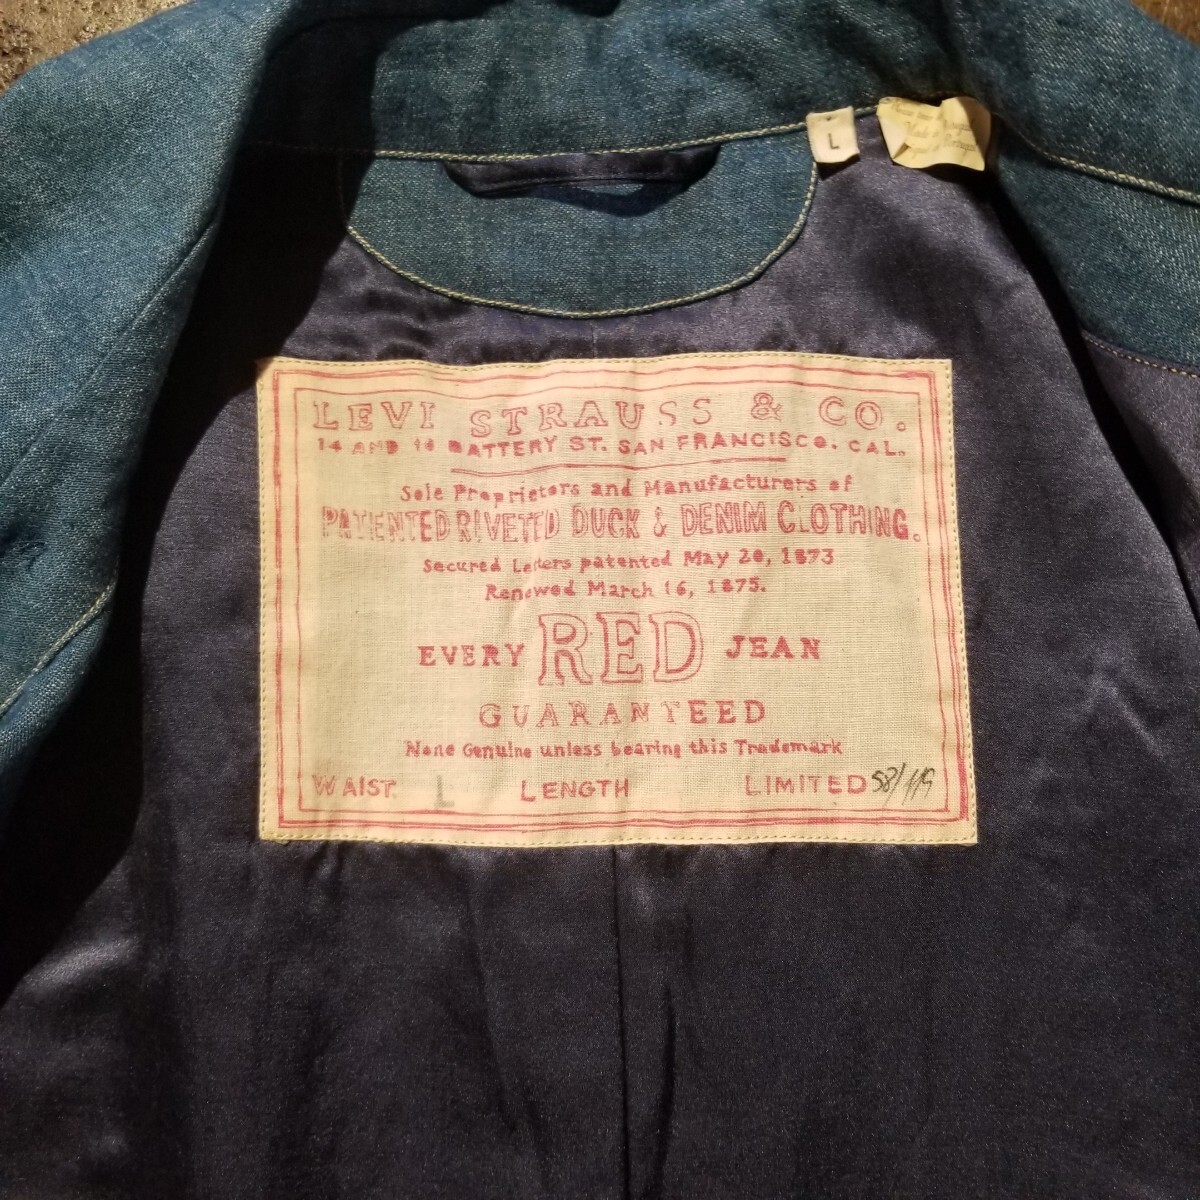 L
Made in
LEVI STRAUSS & CO.
14 AND 16 BATTERY ST. SAN FRANCISCO. CAL.
Sole Proprietors and Manufacturers of
PATENTED RIVETED DUCK & DENIM CLOTHING.
Secured Letters patented May 20, 1873
Renewed March 16, 1875.
EVERY RED JEAN
GUARANTEED
None Genuine unless bearing this Trademark
WAIST. L LENGTH LIMITED 58/119